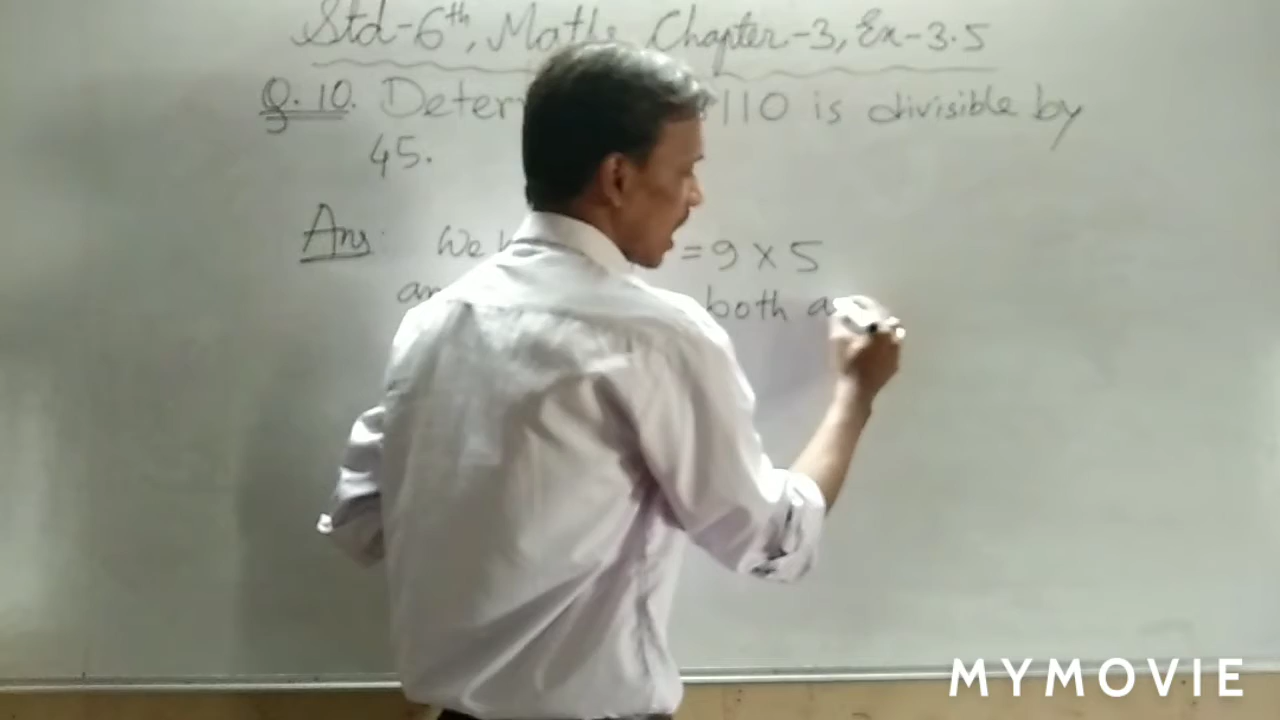 Std-6th, Maths Chapter-3, Ex-3.5
Q.10. Deter 110 is divisible by
45.
Ans. We = 9 × 5
both
MYMOVIE